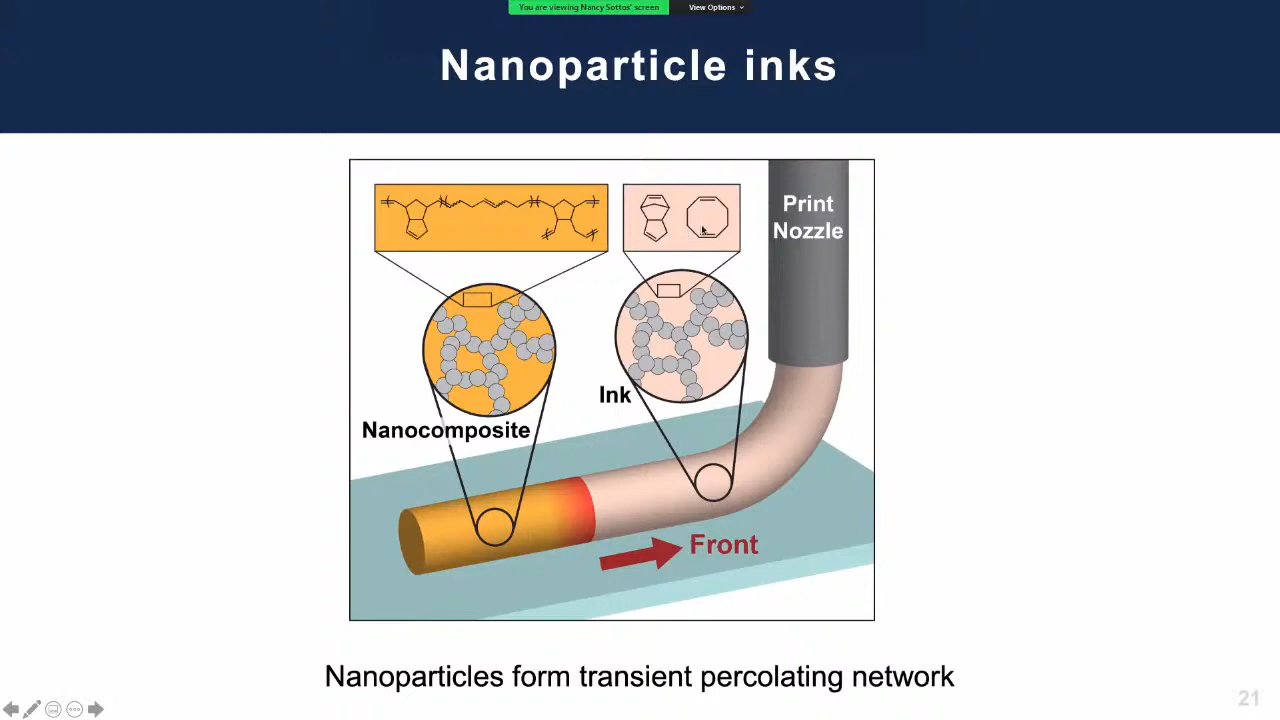 You are viewing Nancy Sottos' screen
View Options
Nanoparticle inks
Print
Nozzle
Ink
Nanocomposite
Front
Nanoparticles form transient percolating network
21